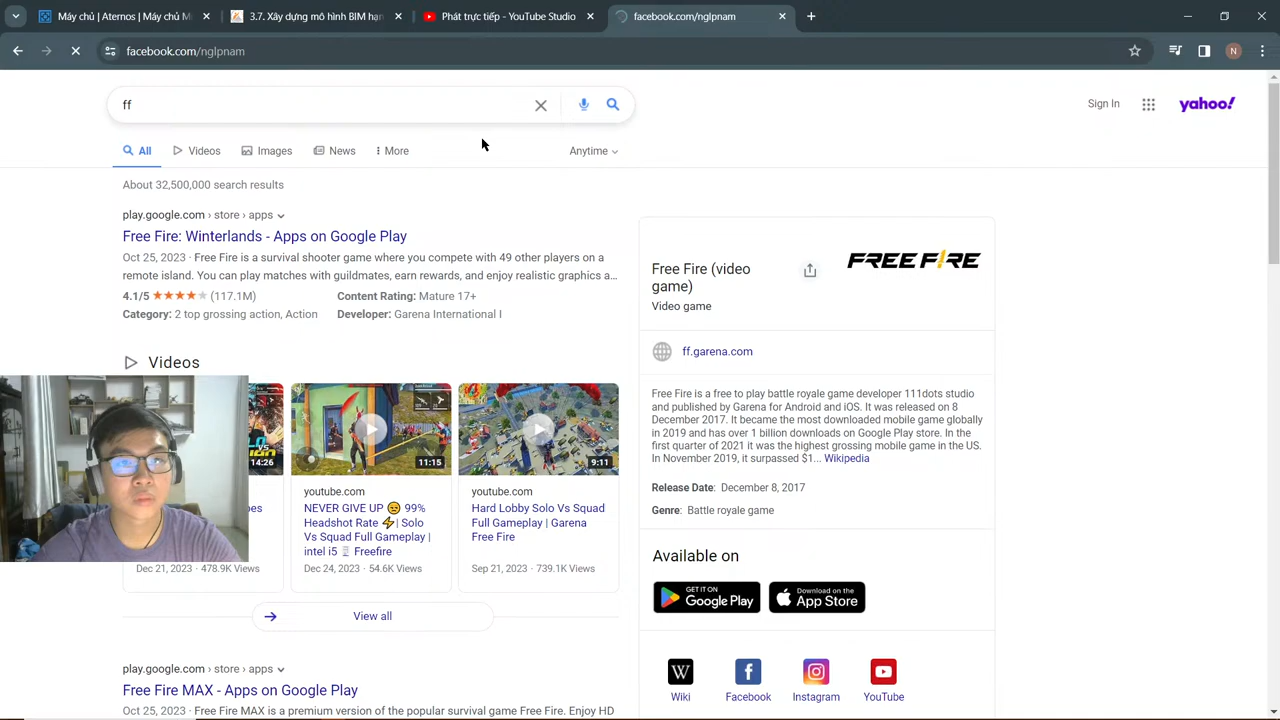 Máy chủ | Aternos | Máy chủ M
3.7. Xây dựng mô hình BIM hạn
Phát trực tiếp - YouTube Studio
facebook.com/nglpnam
facebook.com/nglpnam
N
ff
Sign In
yahoo!
All
Videos
Images
News
More
Anytime
About 32,500,000 search results
play.google.com › store › apps
Free Fire: Winterlands - Apps on Google Play
Oct 25, 2023 · Free Fire is a survival shooter game where you compete with 49 other players on a
remote island. You can play matches with guildmates, earn rewards, and enjoy realistic graphics a...
4.1/5 ★★★★★ (117.1M)
Content Rating: Mature 17+
Category: 2 top grossing action, Action
Developer: Garena International I
Videos
14:26
11:15
9:11
youtube.com
NEVER GIVE UP 😔 99%
Headshot Rate ⚡| Solo
Vs Squad Full Gameplay |
intel i5 📱 Freefire
youtube.com
Hard Lobby Solo Vs Squad
Full Gameplay | Garena
Free Fire
Dec 21, 2023 · 478.9K Views
Dec 24, 2023 · 54.6K Views
Sep 21, 2023 · 739.1K Views
View all
play.google.com › store › apps
Free Fire MAX - Apps on Google Play
Oct 25, 2023 · Free Fire MAX is a premium version of the popular survival game Free Fire. Enjoy HD
Free Fire (video
game)
Video game
FREE FIRE
ff.garena.com
Free Fire is a free to play battle royale game developer 111dots studio
and published by Garena for Android and iOS. It was released on 8
December 2017. It became the most downloaded mobile game globally
in 2019 and has over 1 billion downloads on Google Play store. In the
first quarter of 2021 it was the highest grossing mobile game in the US.
In November 2019, it surpassed $1... Wikipedia
Release Date: December 8, 2017
Genre: Battle royale game
Available on
GET IT ON
Google Play
Download on the
App Store
W
Wiki
Facebook
Instagram
YouTube